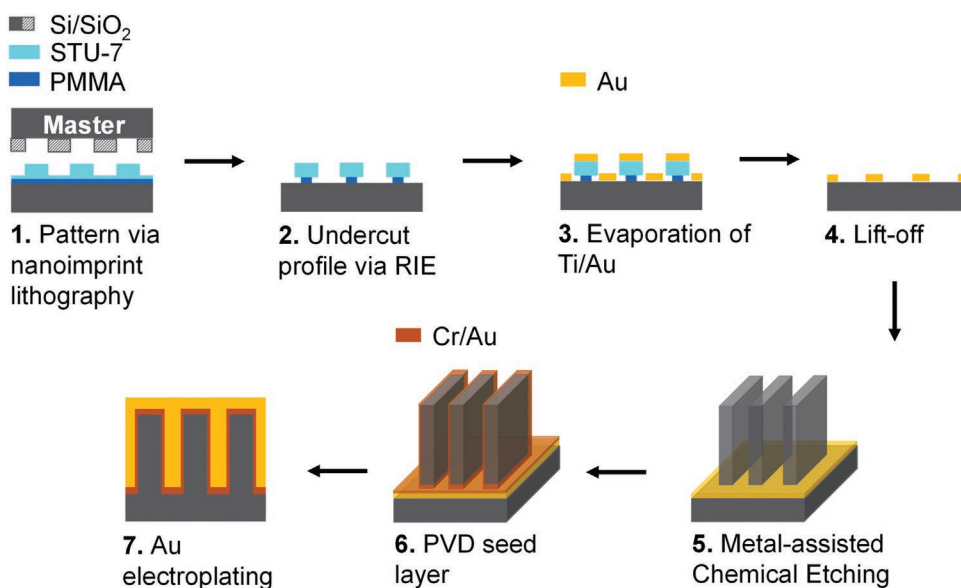 Si/SiO₂
STU-7
PMMA
Master
1. Pattern via
nanoimprint
lithography
2. Undercut
profile via RIE
Au
3. Evaporation of
Ti/Au
4. Lift-off
5. Metal-assisted
Chemical Etching
Cr/Au
6. PVD seed
layer
7. Au
electroplating